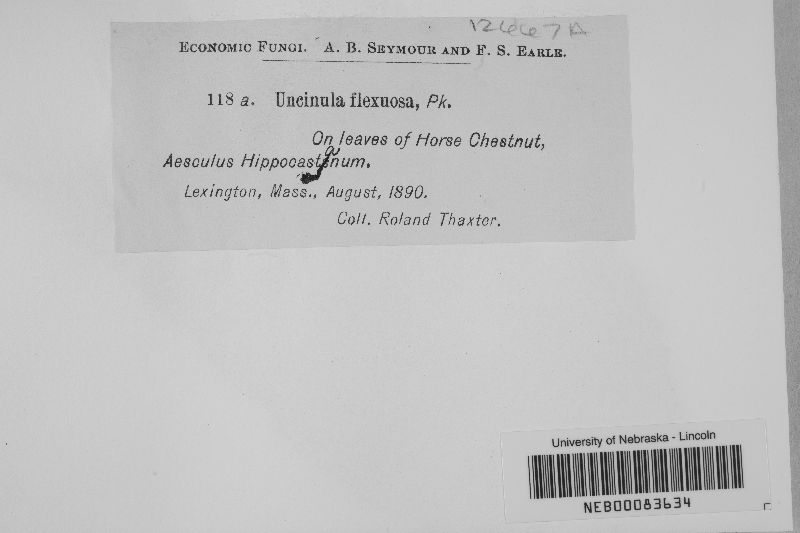 12667A
ECONOMIC FUNGI. A. B. SEYMOUR AND F. S. EARLE.
118 a. Uncinula flexuosa, Pk.
On leaves of Horse Chestnut,
Aesculus Hippocastanum.
Lexington, Mass., August, 1890.
Coll. Roland Thaxter.
University of Nebraska - Lincoln
NEB00083634